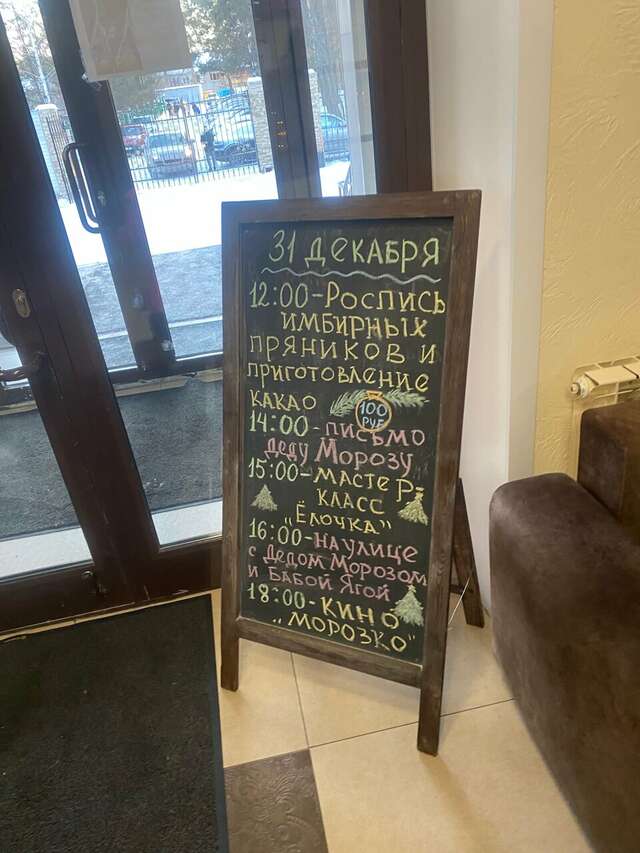 31 ДЕКАБРЯ
12:00-РОСПИСЬ
ИМБИРНЫХ
ПРЯНИКОВ И
ПРИГОТОВЛЕНИЕ
КАКАО 100 РУБ
14:00-ПИСЬМО
ДЕДУ МОРОЗУ
15:00-МАСТЕР-
КЛАСС
"ЁЛОЧКА"
16:00-НА УЛИЦЕ
С ДЕДОМ МОРОЗОМ
И БАБОЙ ЯГОЙ
18:00-КИНО
"МОРОЗКО"